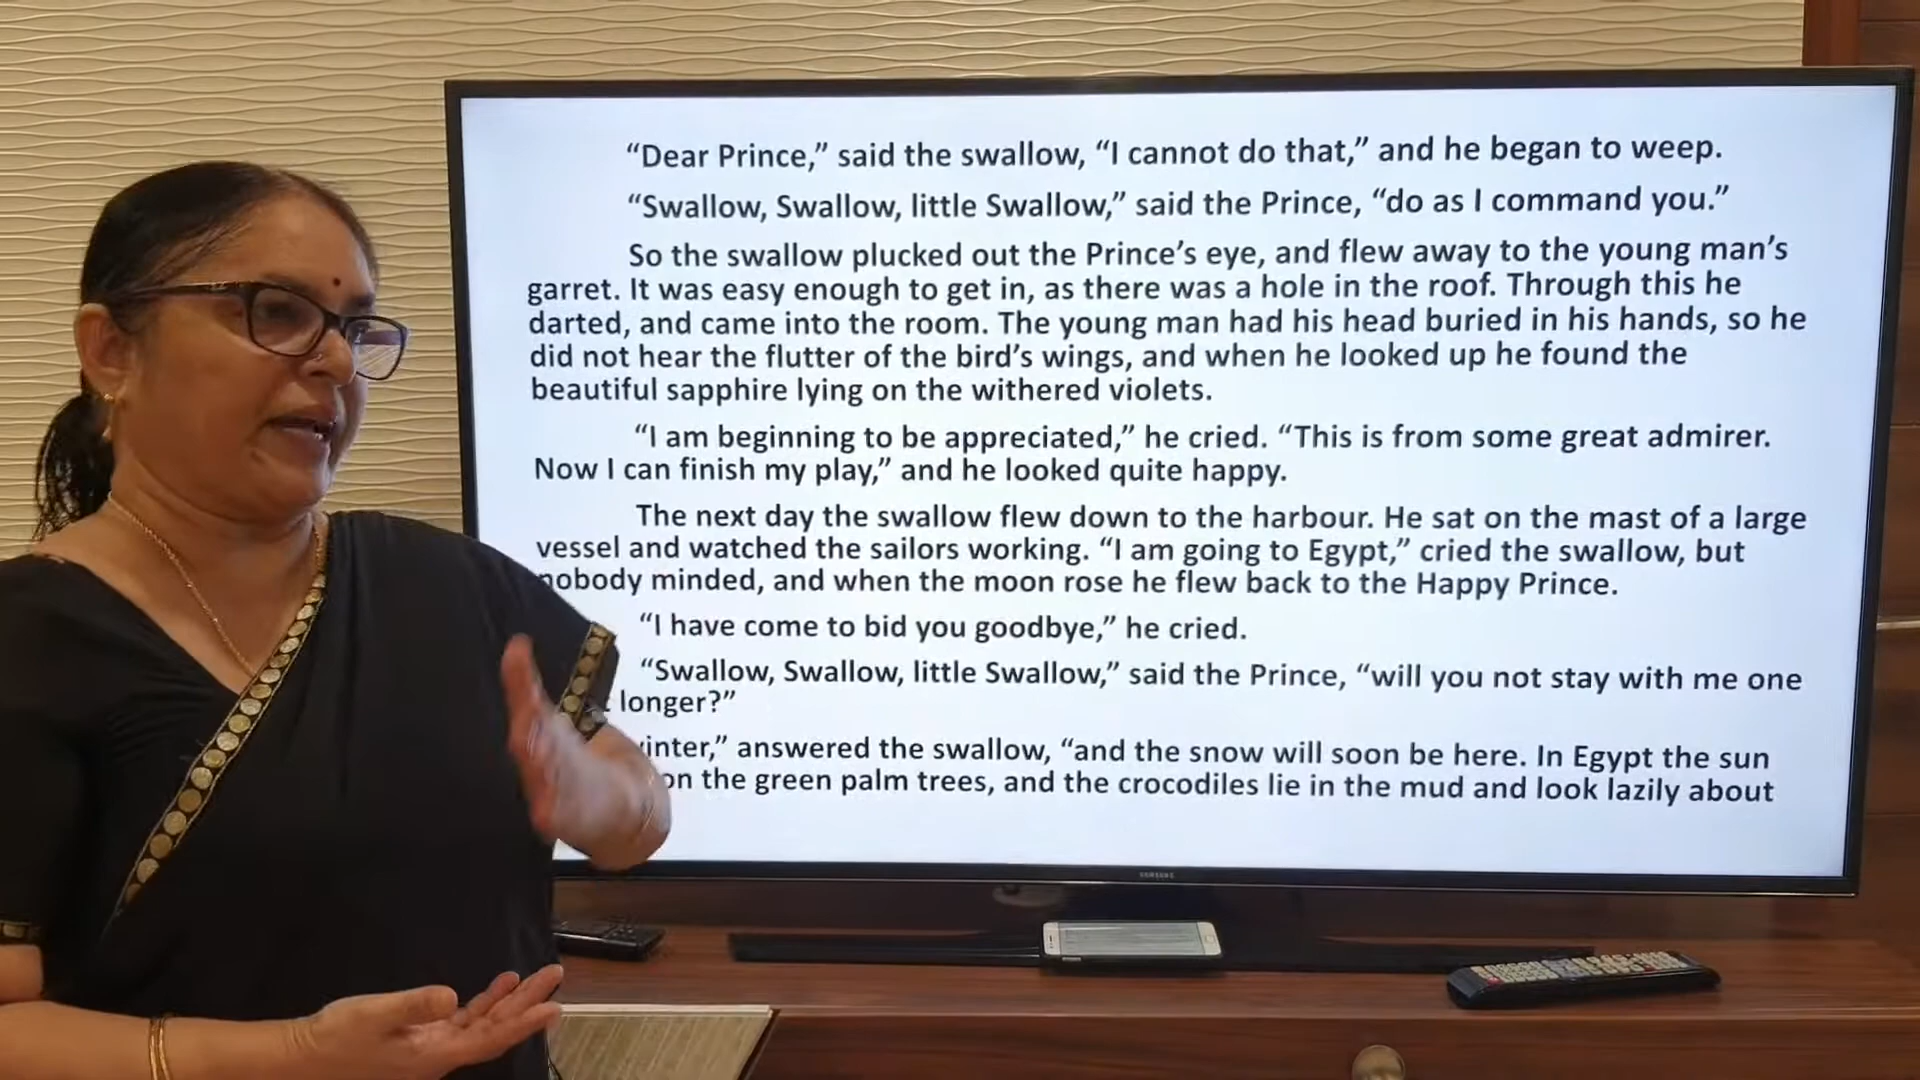 “Dear Prince,” said the swallow, “I cannot do that,” and he began to weep.
“Swallow, Swallow, little Swallow,” said the Prince, “do as I command you.”
So the swallow plucked out the Prince’s eye, and flew away to the young man’s
garret. It was easy enough to get in, as there was a hole in the roof. Through this he
darted, and came into the room. The young man had his head buried in his hands, so he
did not hear the flutter of the bird’s wings, and when he looked up he found the
beautiful sapphire lying on the withered violets.
“I am beginning to be appreciated,” he cried. “This is from some great admirer.
Now I can finish my play,” and he looked quite happy.
The next day the swallow flew down to the harbour. He sat on the mast of a large
vessel and watched the sailors working. “I am going to Egypt,” cried the swallow, but
nobody minded, and when the moon rose he flew back to the Happy Prince.
“I have come to bid you goodbye,” he cried.
“Swallow, Swallow, little Swallow,” said the Prince, “will you not stay with me one
longer?”
answered the swallow, “and the snow will soon be here. In Egypt the sun
on the green palm trees, and the crocodiles lie in the mud and look lazily about
SAMSUNG